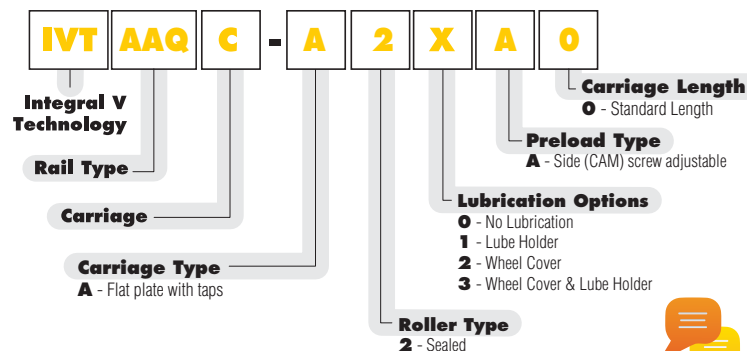 IVT AAQ C - A 2 X A 0
Carriage Length
0 - Standard Length
Integral V
Technology
Preload Type
A - Side (CAM) screw adjustable
Rail Type
Lubrication Options
0 - No Lubrication
1 - Lube Holder
2 - Wheel Cover
3 - Wheel Cover & Lube Holder
Carriage
Carriage Type
A - Flat plate with taps
Roller Type
2 - Sealed